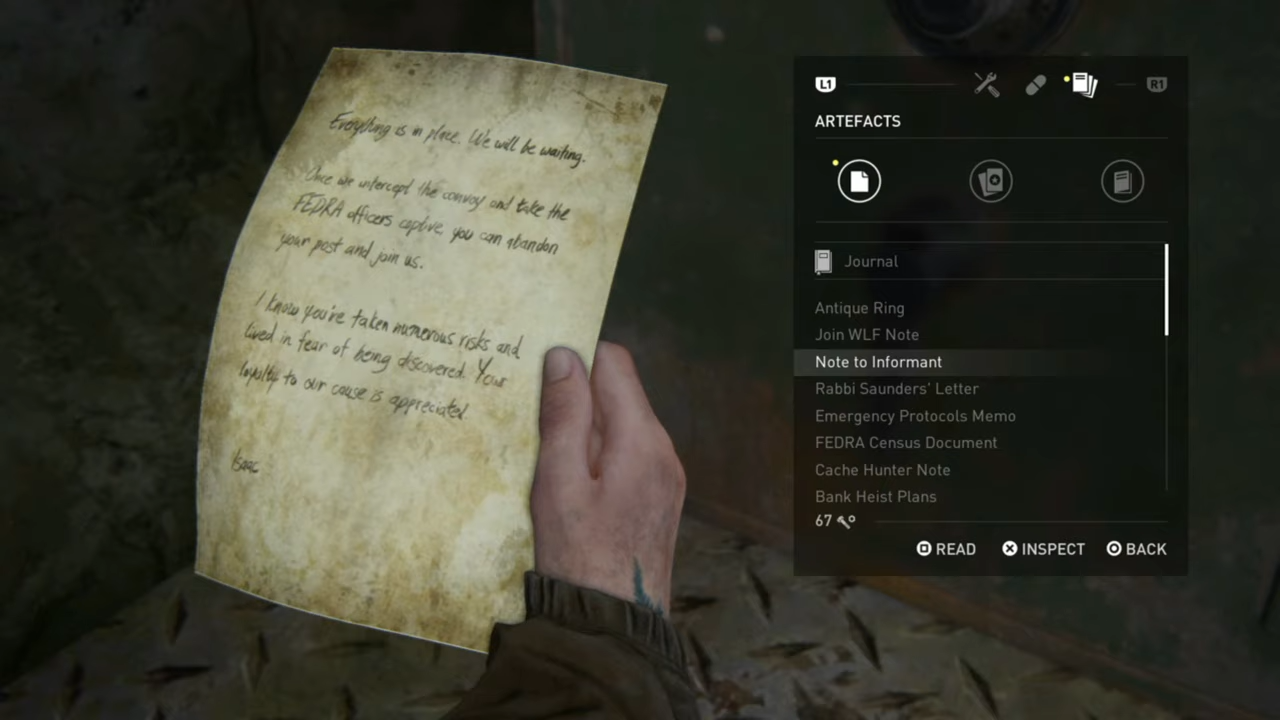 Everything is in place. We will be waiting.
Once we intercept the convoy and take the
FEDRA officers captive, you can abandon
your post and join us.
I know you're taken numerous risks and
lived in fear of being discovered. Your
loyalty to our cause is appreciated.
Isaac
L1
R1
ARTEFACTS
Journal
Antique Ring
Join WLF Note
Note to Informant
Rabbi Saunders' Letter
Emergency Protocols Memo
FEDRA Census Document
Cache Hunter Note
Bank Heist Plans
67
READ INSPECT BACK